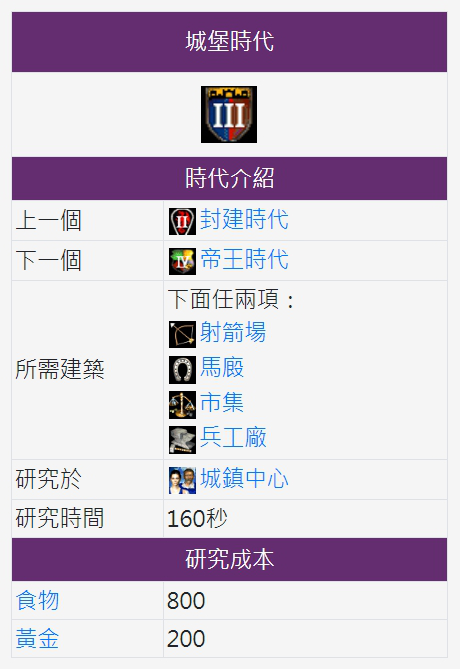 城堡時代
III
時代介紹
上一個 II 封建時代
下一個 IV 帝王時代
所需建築 下面任兩項：
射箭場
馬廄
市集
兵工廠
研究於 城鎮中心
研究時間 160秒
研究成本
食物 800
黃金 200